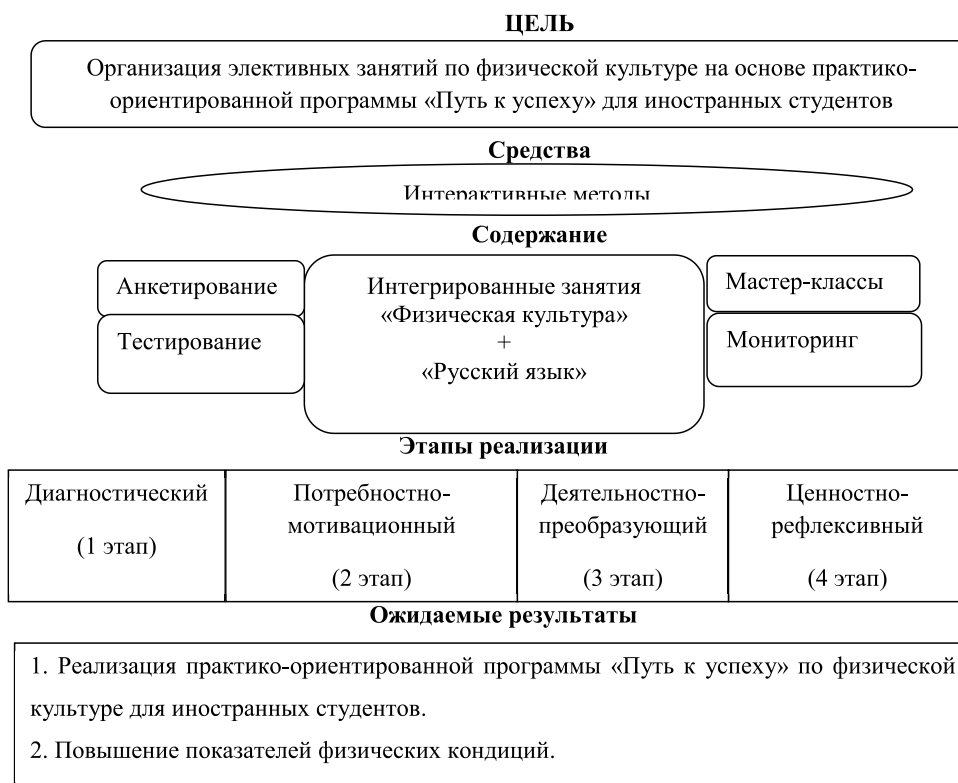 ЦЕЛЬ
Организация элективных занятий по физической культуре на основе практико-
ориентированной программы «Путь к успеху» для иностранных студентов
Средства
Интерактивные методы
Содержание
Анкетирование
Тестирование
Интегрированные занятия
«Физическая культура»
+
«Русский язык»
Мастер-классы
Мониторинг
Этапы реализации
Диагностический
(1 этап)
Потребностно-
мотивационный
(2 этап)
Деятельностно-
преобразующий
(3 этап)
Ценностно-
рефлексивный
(4 этап)
Ожидаемые результаты
1. Реализация практико-ориентированной программы «Путь к успеху» по физической
культуре для иностранных студентов.
2. Повышение показателей физических кондиций.